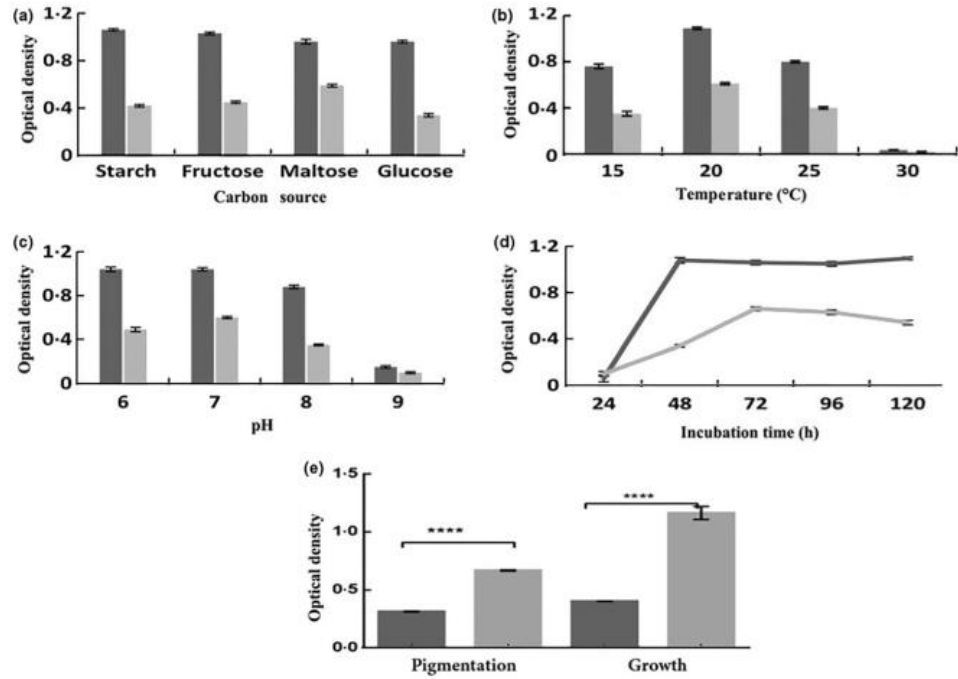 (a)
1·2
0·8
0·4
0
Optical density
Starch Fructose Maltose Glucose
Carbon source
(b)
1·2
0·8
0·4
0
Optical density
15 20 25 30
Temperature (°C)
(c)
1·2
0·8
0·4
0
Optical density
6 7 8 9
pH
(d)
1·2
0·8
0·4
0
Optical density
24 48 72 96 120
Incubation time (h)
(e)
1·5
1·0
0·5
0·0
Optical density
****
****
Pigmentation Growth